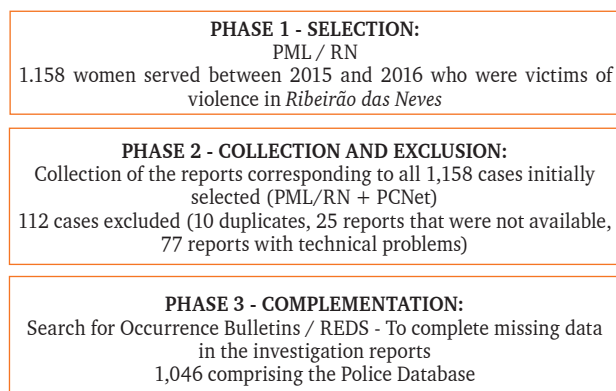 PHASE 1 - SELECTION:
PML / RN
1.158 women served between 2015 and 2016 who were victims of
violence in Ribeirão das Neves
PHASE 2 - COLLECTION AND EXCLUSION:
Collection of the reports corresponding to all 1,158 cases initially
selected (PML/RN + PCNet)
112 cases excluded (10 duplicates, 25 reports that were not available,
77 reports with technical problems)
PHASE 3 - COMPLEMENTATION:
Search for Occurrence Bulletins / REDS - To complete missing data
in the investigation reports
1,046 comprising the Police Database